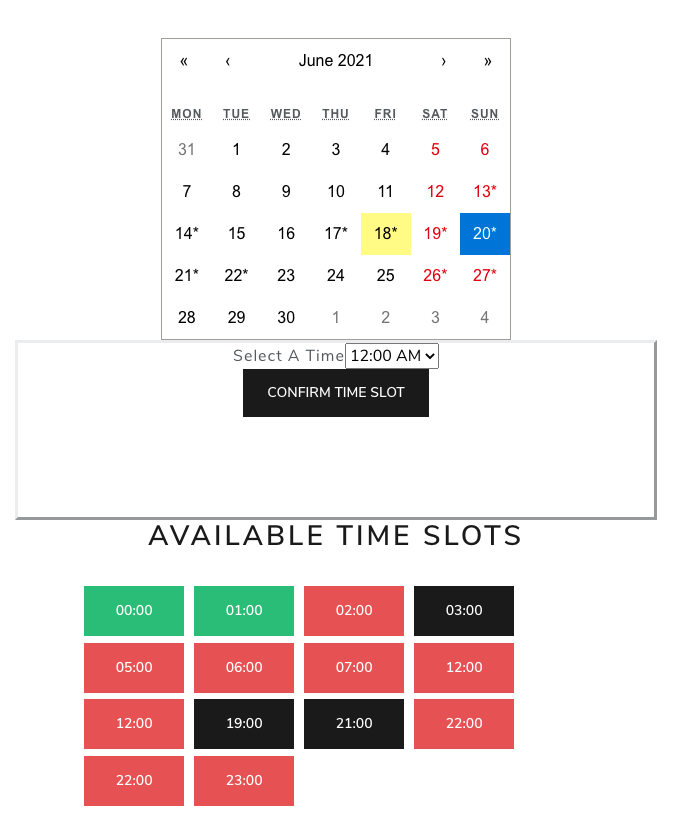 « ‹ June 2021 › »
MON TUE WED THU FRI SAT SUN
31 1 2 3 4 5 6
7 8 9 10 11 12 13*
14* 15 16 17* 18* 19* 20*
21* 22* 23 24 25 26* 27*
28 29 30 1 2 3 4
Select A Time 12:00 AM
CONFIRM TIME SLOT
AVAILABLE TIME SLOTS
00:00 01:00 02:00 03:00
05:00 06:00 07:00 12:00
12:00 19:00 21:00 22:00
22:00 23:00